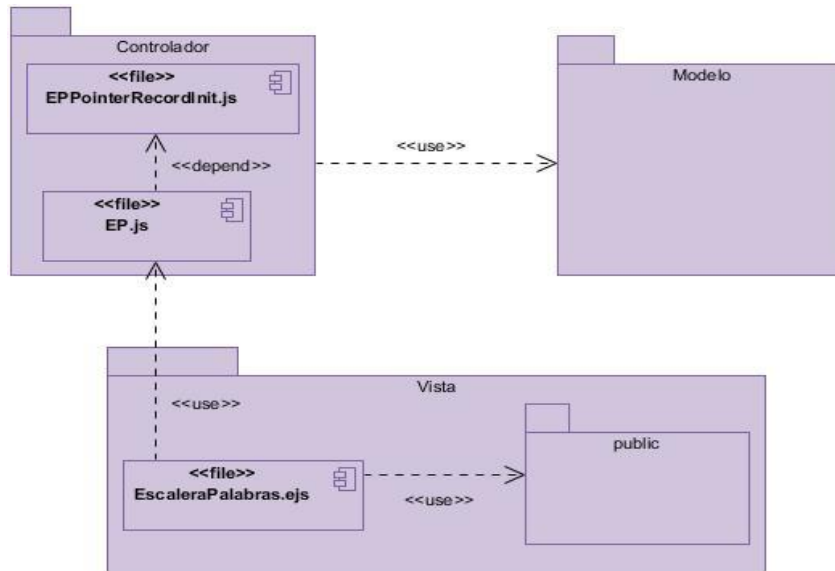 Controlador
<<file>>
EPPointerRecordInit.js
<<depend>>
<<file>>
EP.js
<<use>>
Modelo
<<use>>
Vista
public
<<file>>
EscaleraPalabras.ejs
<<use>>